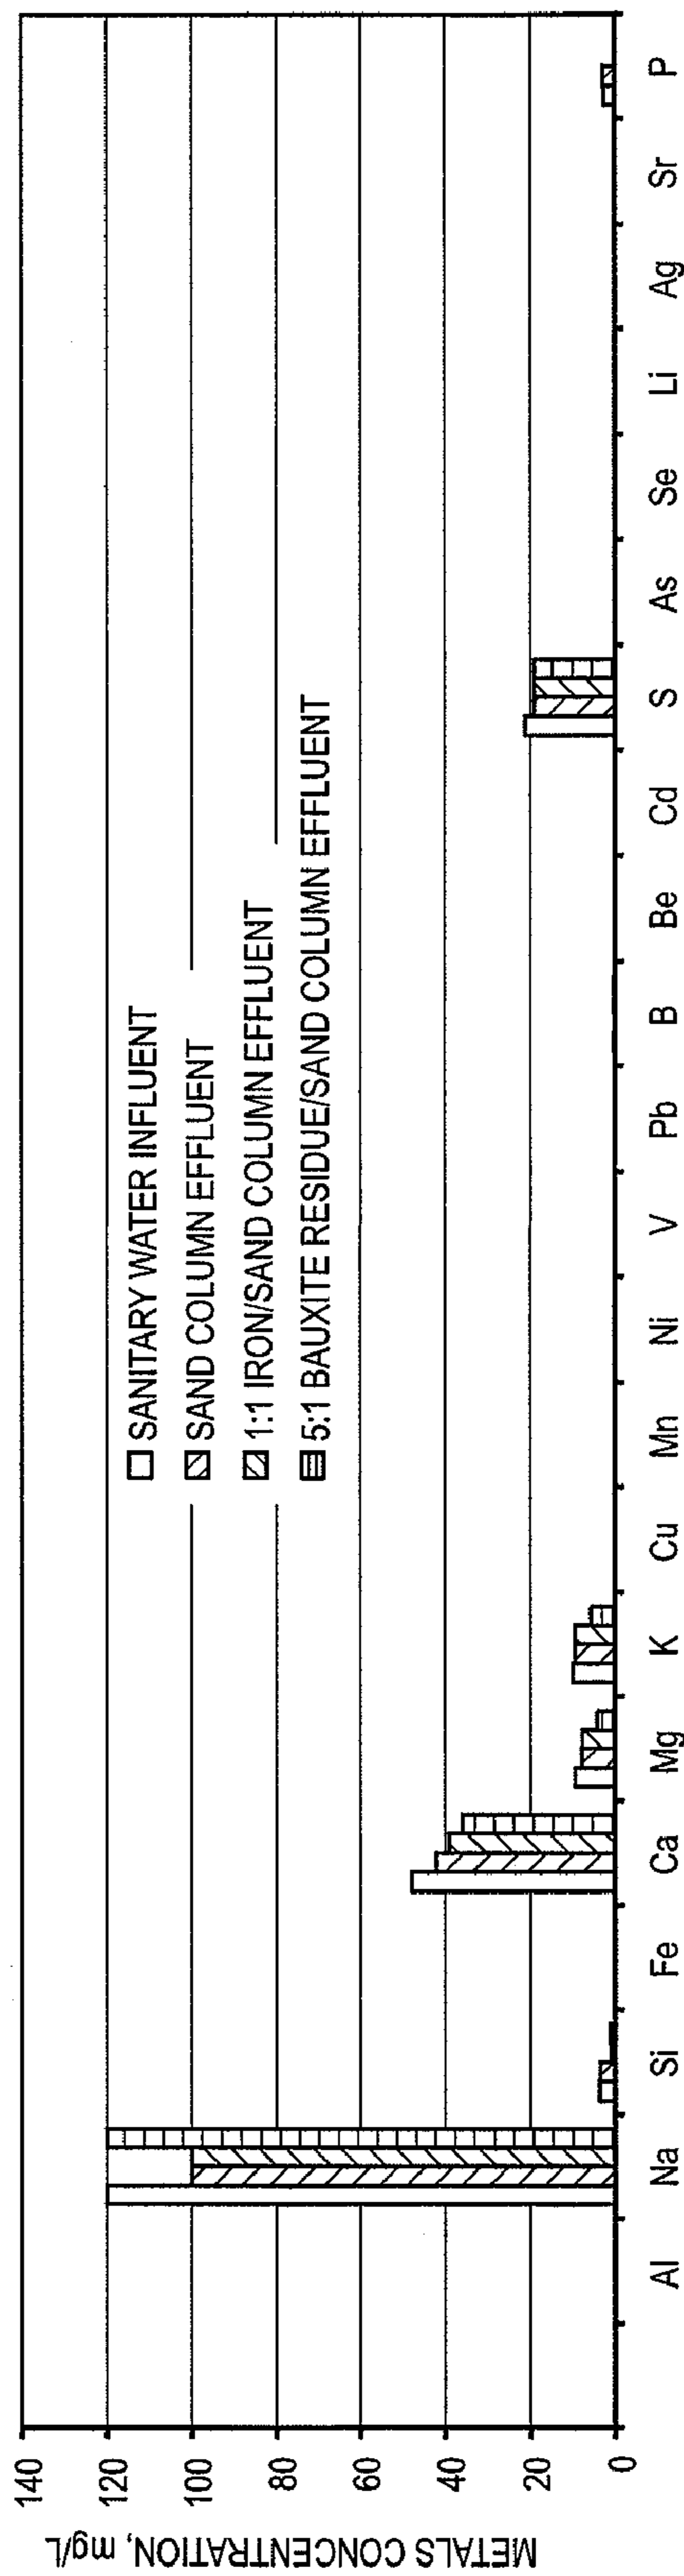 METALS CONCENTRATION, mg/L
140
120
100
80
60
40
20
0
SANITARY WATER INFLUENT
SAND COLUMN EFFLUENT
1:1 IRON/SAND COLUMN EFFLUENT
5:1 BAUXITE RESIDUE/SAND COLUMN EFFLUENT
Al Na Si Fe Ca Mg K Cu Mn Ni V Pb B Be Cd S As Se Li Ag Sr P